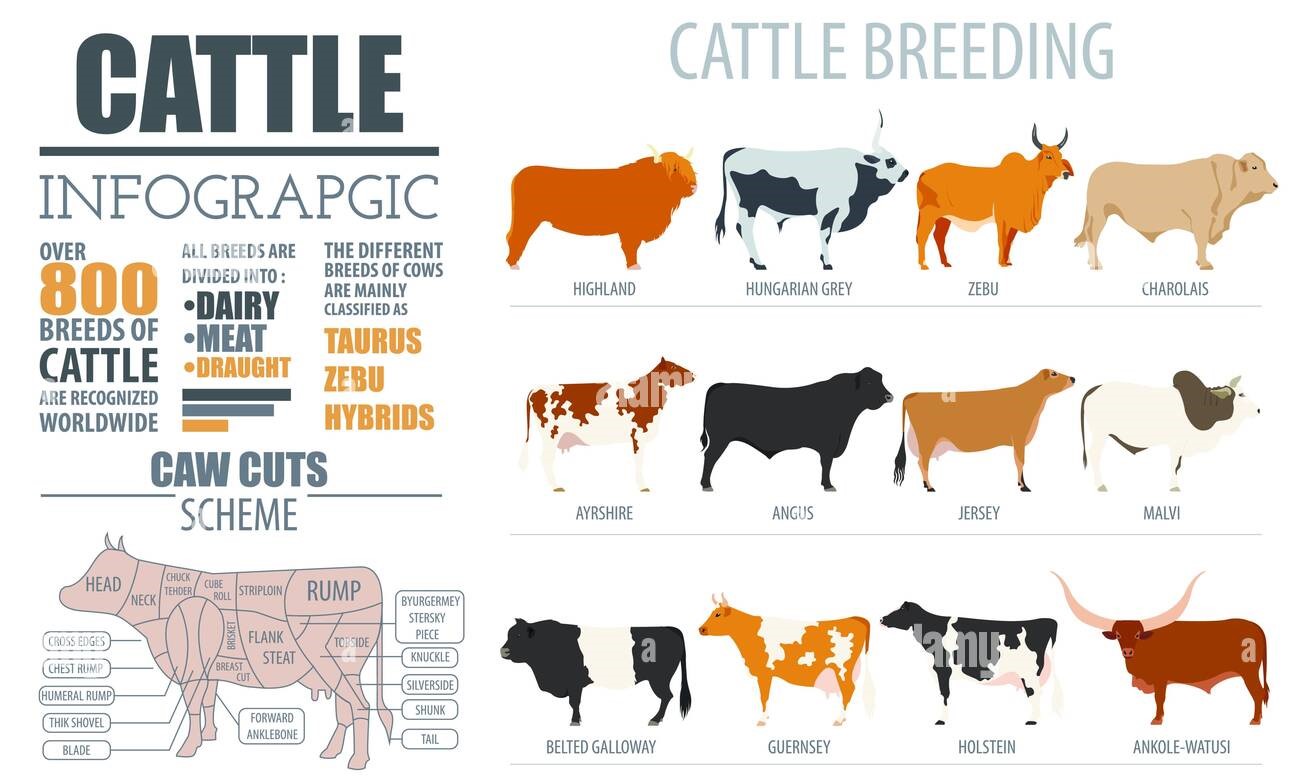 CATTLE
INFOGRAPGIC
OVER
800
BREEDS OF
CATTLE
ARE RECOGNIZED
WORLDWIDE
ALL BREEDS ARE
DIVIDED INTO :
•DAIRY
•MEAT
•DRAUGHT
THE DIFFERENT
BREEDS OF COWS
ARE MAINLY
CLASSIFIED AS
TAURUS
ZEBU
HYBRIDS
CAW CUTS
SCHEME
HEAD
NECK
CHUCK
TENDER
CUBE
ROLL
STRIPLOIN
RUMP
BRISKET
FLANK
STEAT
TOPSIDE
BREAST
CUT
CROSS EDGES
CHEST RUMP
HUMERAL RUMP
THIK SHOVEL
BLADE
FORWARD
ANKLEBONE
BYURGERMEY
STERSKY
PIECE
KNUCKLE
SILVERSIDE
SHUNK
TAIL
CATTLE BREEDING
HIGHLAND
HUNGARIAN GREY
ZEBU
CHAROLAIS
AYRSHIRE
ANGUS
JERSEY
MALVI
BELTED GALLOWAY
GUERNSEY
HOLSTEIN
ANKOLE-WATUSI
alamy
a
a
a